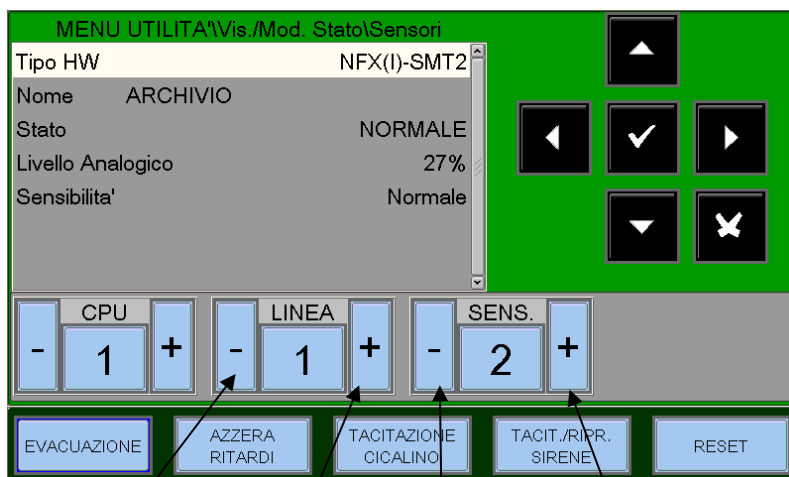 MENU UTILITA'\Vis./Mod. Stato\Sensori
Tipo HW NFX(I)-SMT2
Nome ARCHIVIO
Stato NORMALE
Livello Analogico 27%
Sensibilita' Normale
CPU LINEA SENS.
- 1 + - 1 + - 2 +
EVACUAZIONE
AZZERA
RITARDI
TACITAZIONE
CICALINO
TACIT./RIPR.
SIRENE
RESET